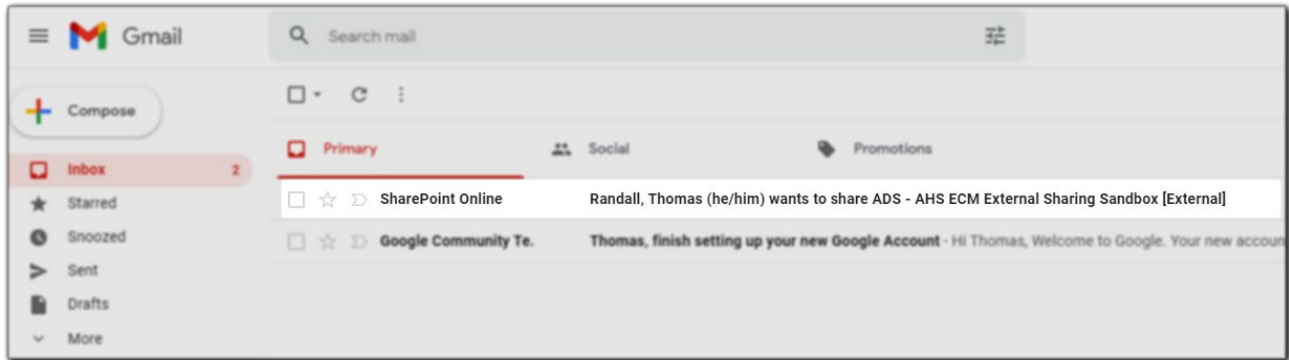 Gmail
Search mail
Compose
Primary
Social
Promotions
Inbox 2
Starred
Snoozed
Sent
Drafts
More
SharePoint Online Randall, Thomas (he/him) wants to share ADS - AHS ECM External Sharing Sandbox [External]
Google Community Te. Thomas, finish setting up your new Google Account - Hi Thomas, Welcome to Google. Your new accoun